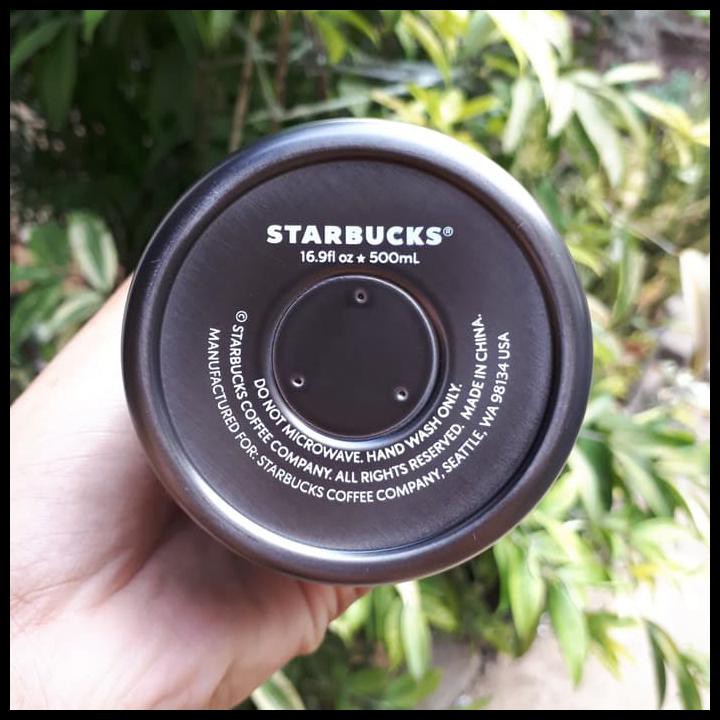 STARBUCKS®
16.9fl oz ★ 500mL
DO NOT MICROWAVE. HAND WASH ONLY.
© STARBUCKS COFFEE COMPANY. ALL RIGHTS RESERVED. MADE IN CHINA.
MANUFACTURED FOR: STARBUCKS COFFEE COMPANY, SEATTLE, WA 98134 USA